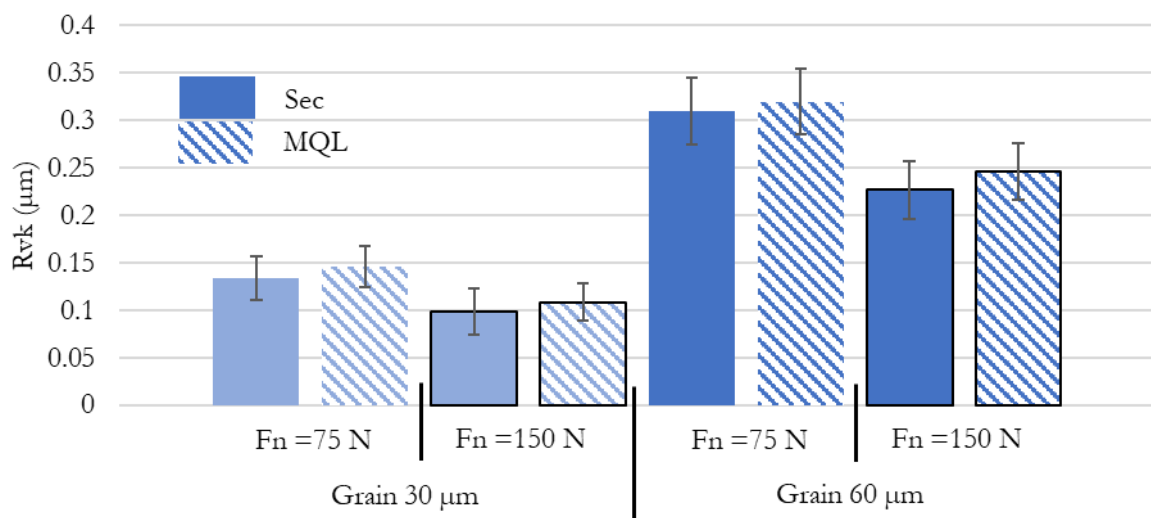 0.4
0.35
0.3
0.25
0.2
0.15
0.1
0.05
0
Rvk (μm)
Sec
MQL
Fn =75 N
Fn =150 N
Fn =75 N
Fn =150 N
Grain 30 μm
Grain 60 μm